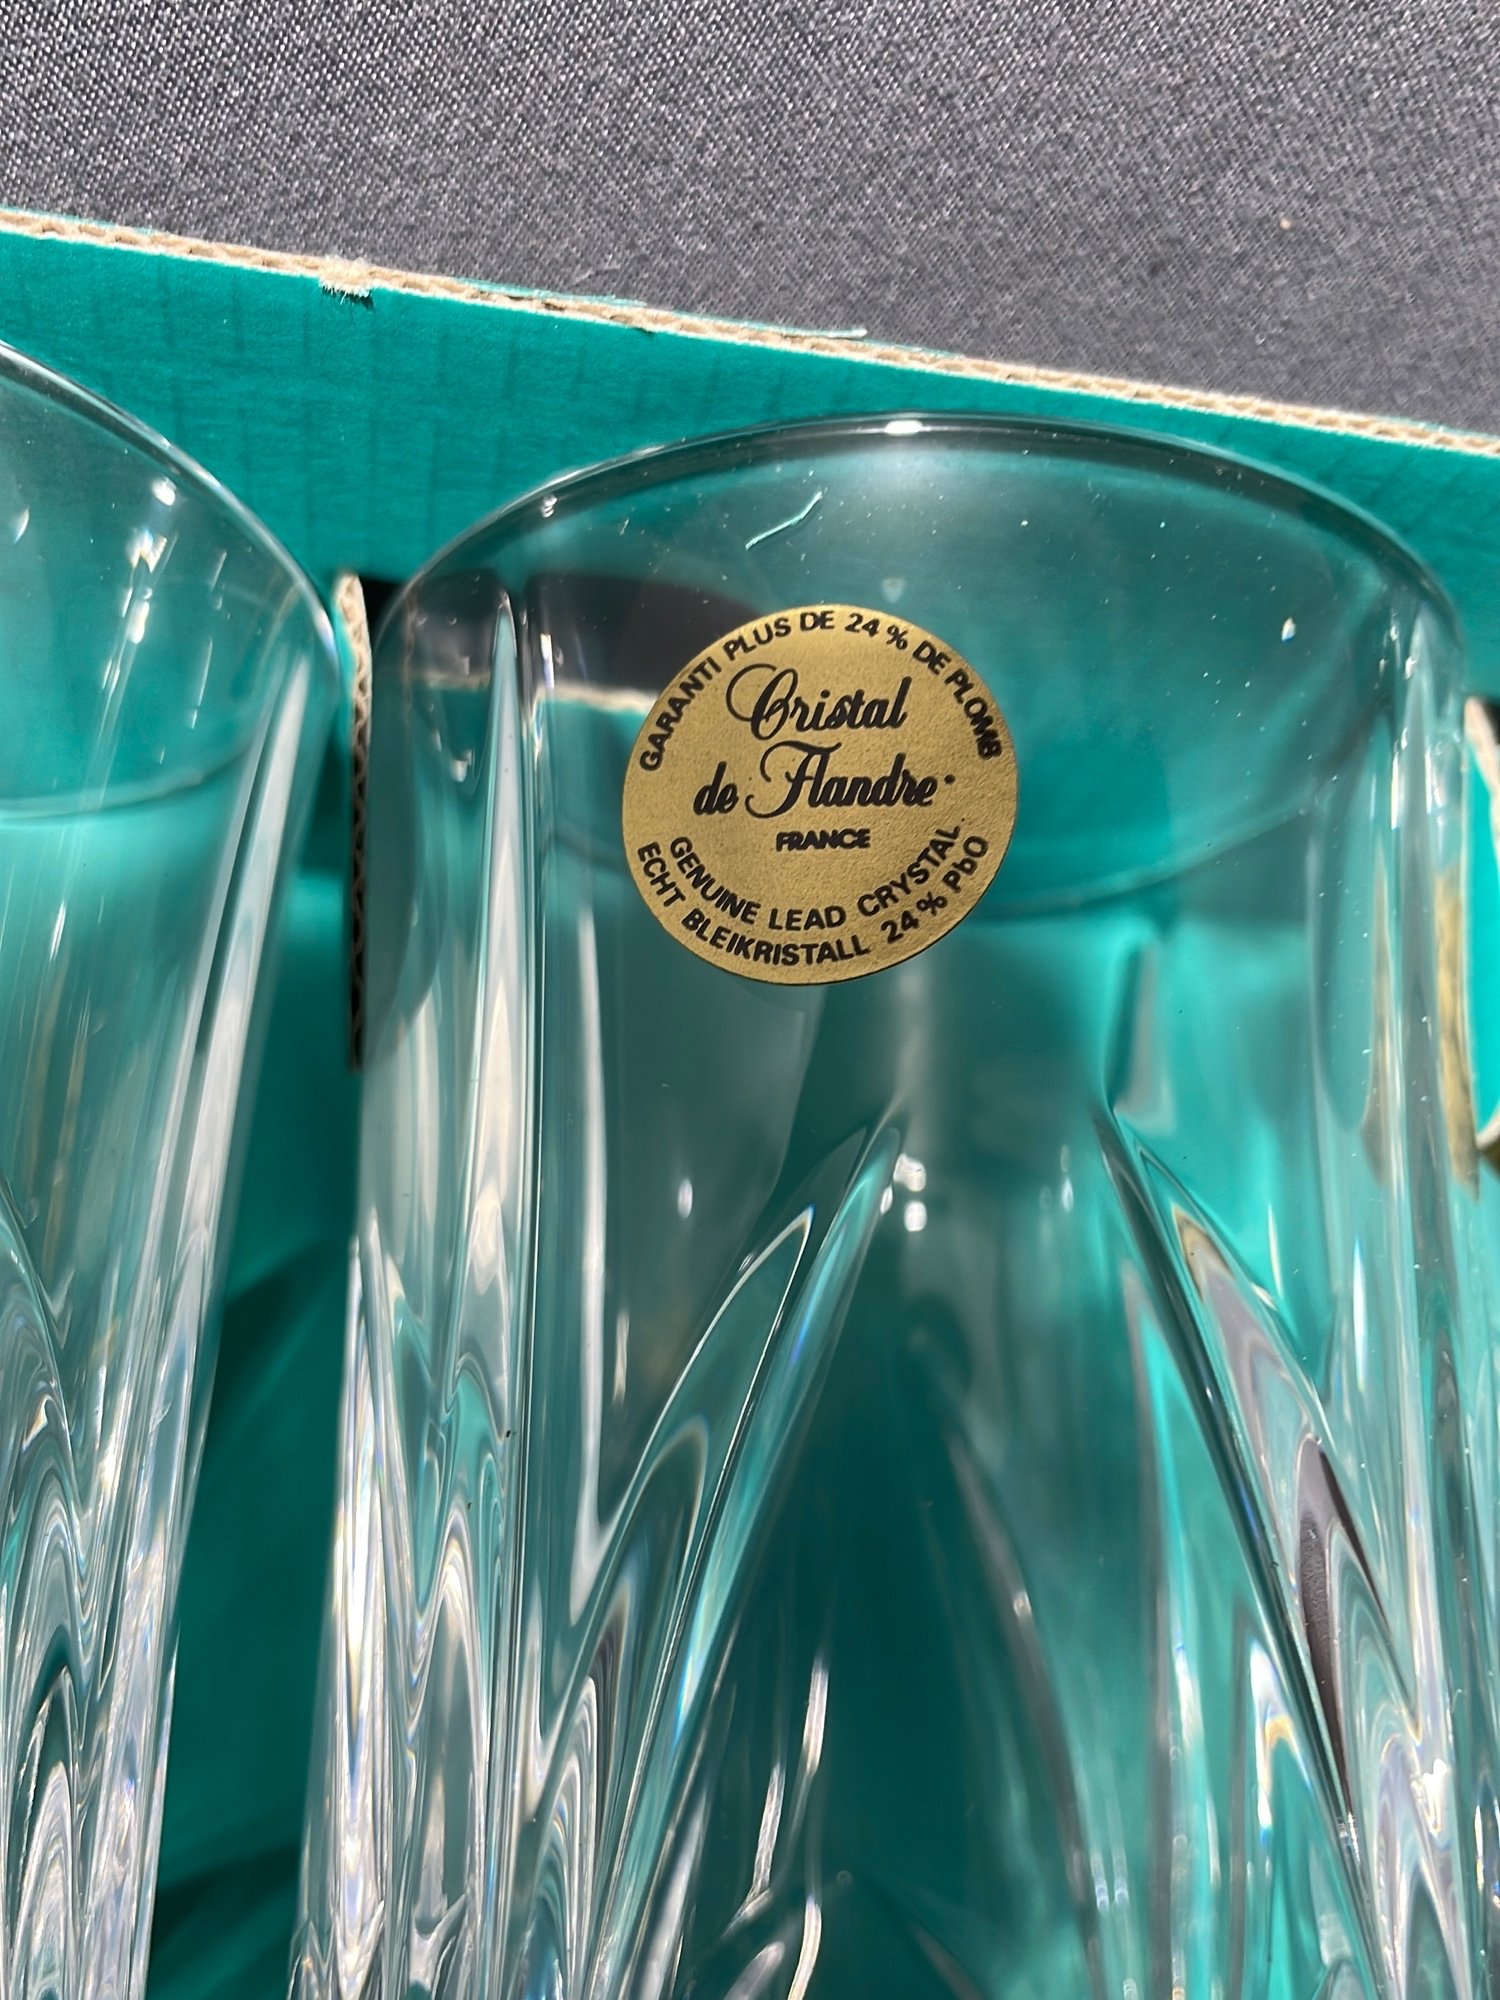 GARANTI PLUS DE 24 % DE PLOMB
Cristal
de Flandre
FRANCE
GENUINE LEAD CRYSTAL.
ECHT BLEIKRISTALL 24 % PbO